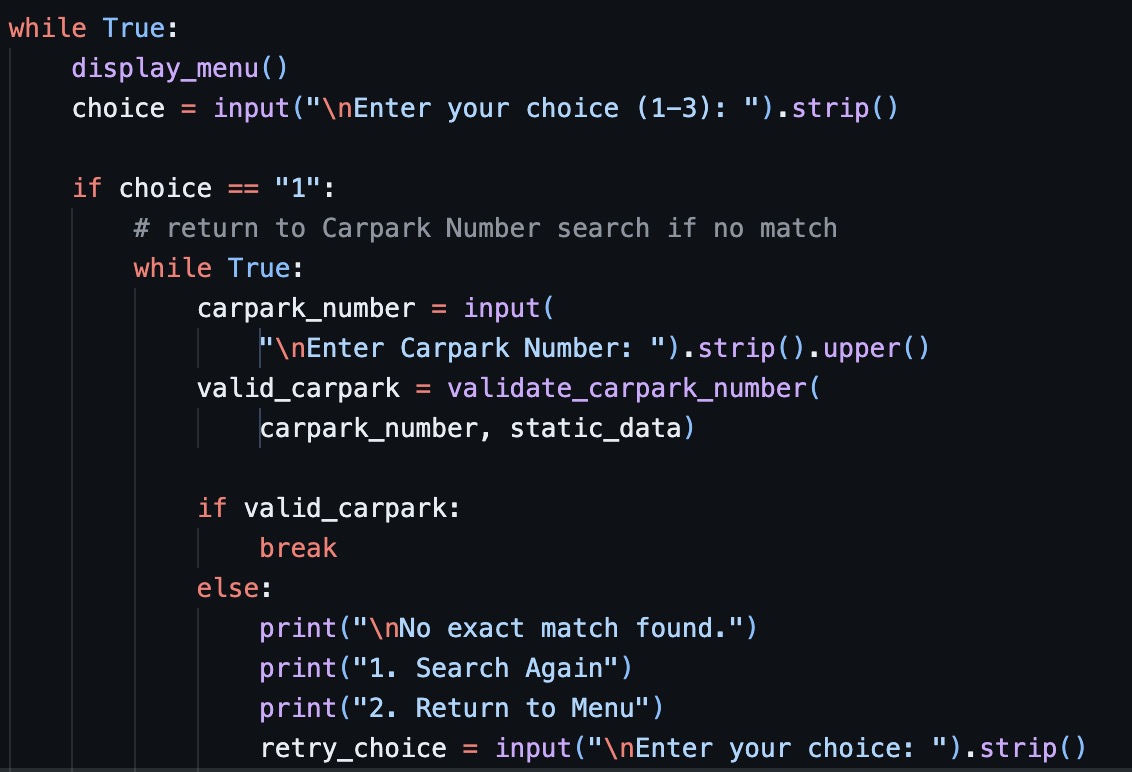 while True:
    display_menu()
    choice = input("\nEnter your choice (1–3): ").strip()

    if choice == "1":
        # return to Carpark Number search if no match
        while True:
            carpark_number = input(
                "\nEnter Carpark Number: ").strip().upper()
            valid_carpark = validate_carpark_number(
                carpark_number, static_data)

            if valid_carpark:
                break
            else:
                print("\nNo exact match found.")
                print("1. Search Again")
                print("2. Return to Menu")
                retry_choice = input("\nEnter your choice: ").strip()